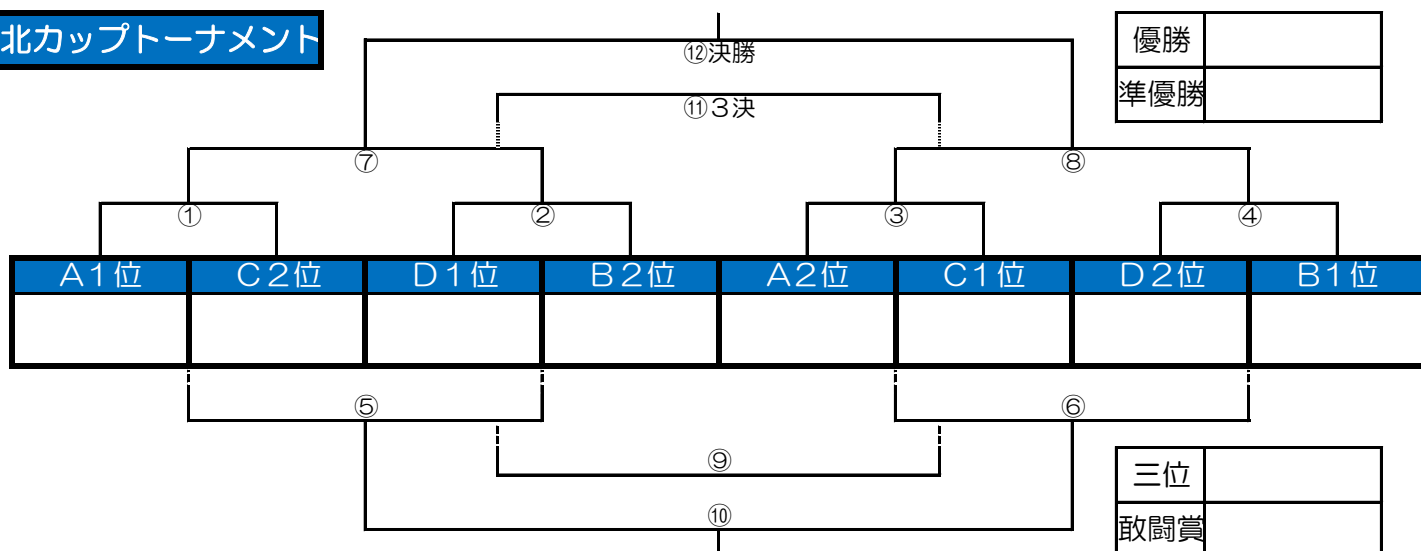 北カップトーナメント
優勝
⑫決勝
準優勝
⑪３決
⑦
⑧
①
②
③
④
Ａ１位
Ｃ２位
Ｄ１位
Ｂ２位
Ａ２位
Ｃ１位
Ｄ２位
Ｂ１位
⑤
⑥
⑨
三位
⑩
敢闘賞